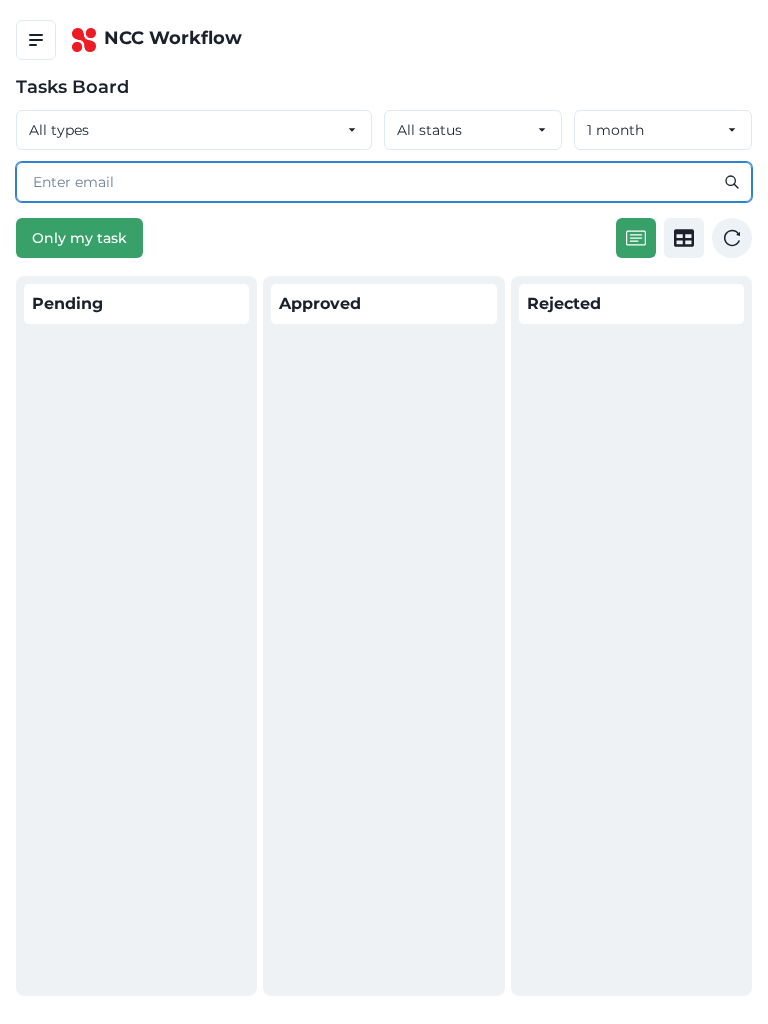 NCC Workflow
Tasks Board
All types
All status
1 month
Enter email
Only my task
Pending
Approved
Rejected